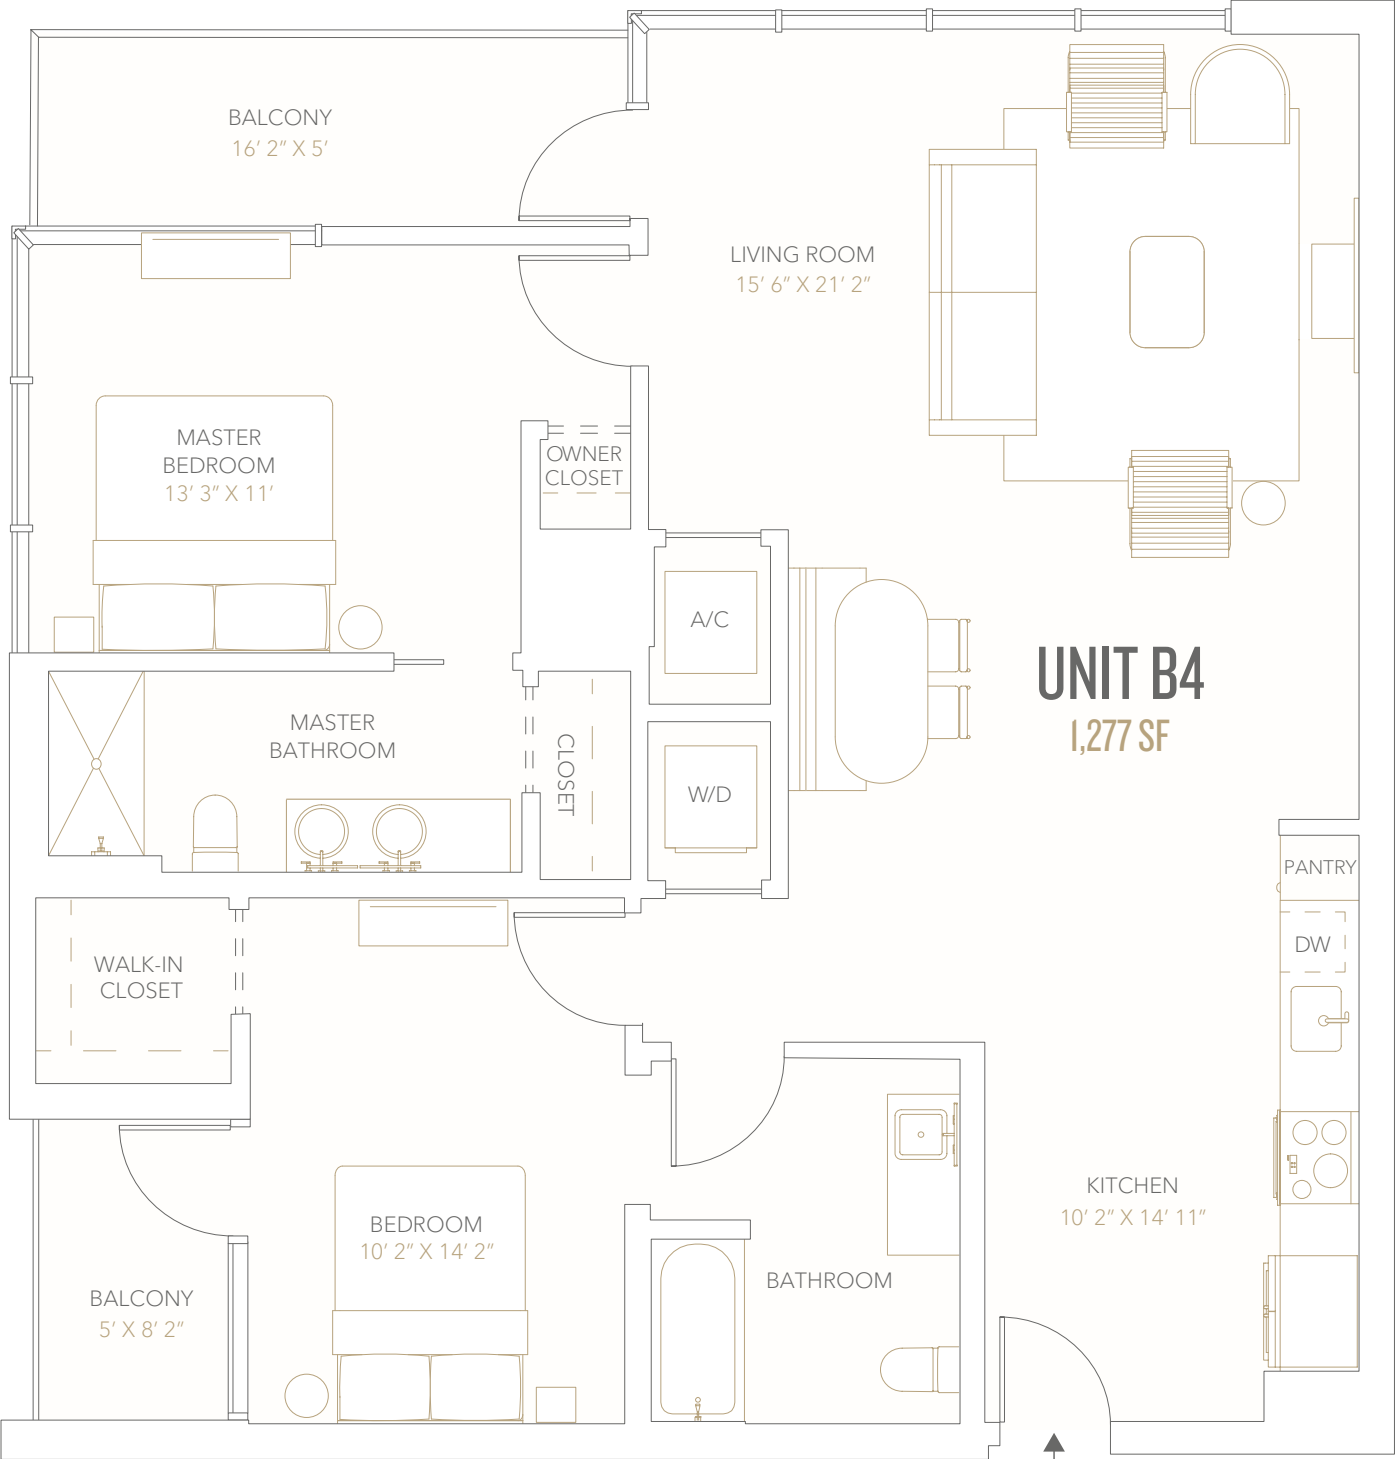 BALCONY
16' 2" X 5'
LIVING ROOM
15' 6" X 21' 2"
MASTER
BEDROOM
13' 3" X 11'
OWNER
CLOSET
A/C
UNIT B4
1,277 SF
MASTER
BATHROOM
CLOSET
W/D
PANTRY
DW
WALK-IN
CLOSET
KITCHEN
10' 2" X 14' 11"
BEDROOM
10' 2" X 14' 2"
BATHROOM
BALCONY
5' X 8' 2"